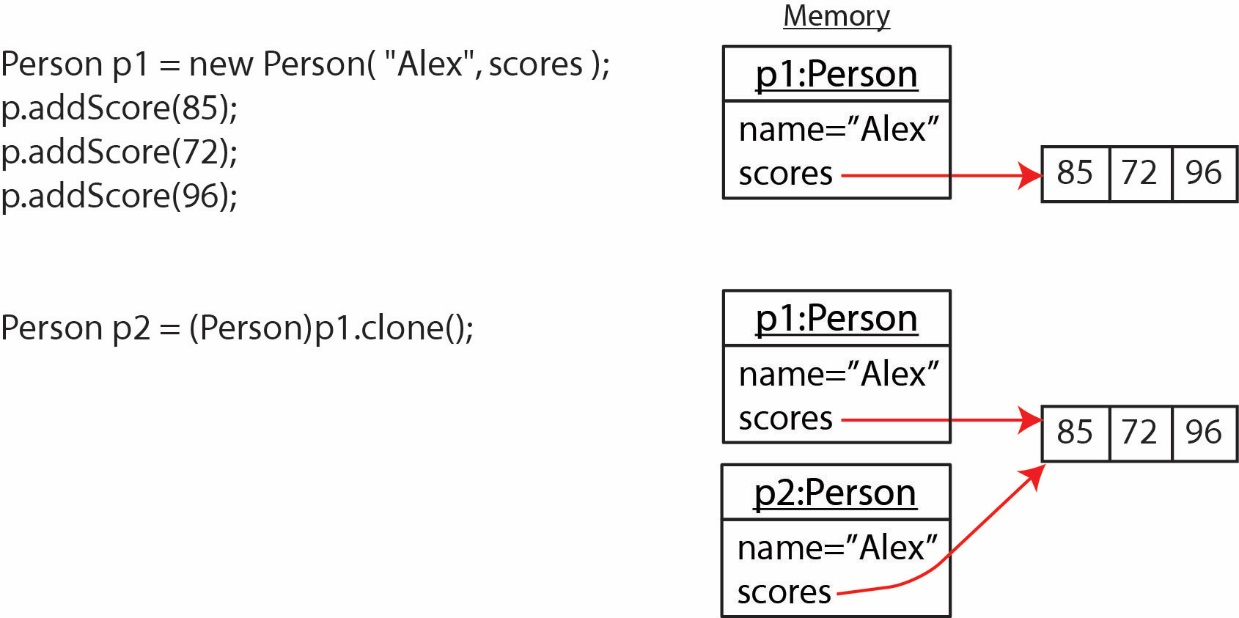 Memory
Person p1 = new Person( "Alex", scores );
p.addScore(85);
p.addScore(72);
p.addScore(96);
p1:Person
name=”Alex”
scores
85 72 96
Person p2 = (Person)p1.clone();
p1:Person
name=”Alex”
scores
85 72 96
p2:Person
name=”Alex”
scores